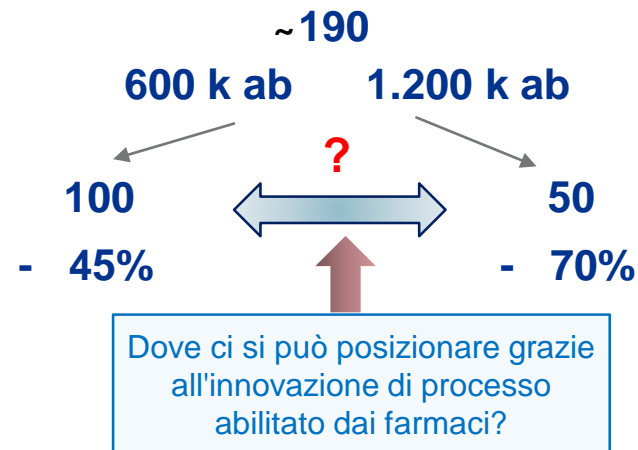 ~190
600 k ab 1.200 k ab
?
100 50
- 45% - 70%
Dove ci si può posizionare grazie
all'innovazione di processo
abilitato dai farmaci?